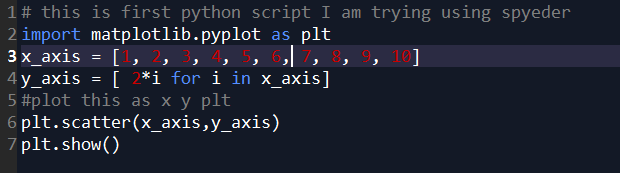 1 # this is first python script I am trying using spyeder
2 import matplotlib.pyplot as plt
3 x_axis = [1, 2, 3, 4, 5, 6, 7, 8, 9, 10]
4 y_axis = [ 2*i for i in x_axis]
5 #plot this as x y plt
6 plt.scatter(x_axis,y_axis)
7 plt.show()